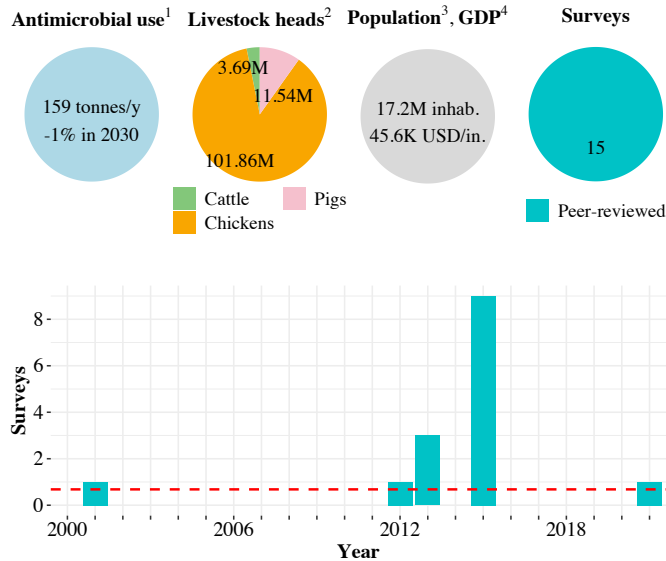 Antimicrobial use1 Livestock heads2 Population3, GDP4 Surveys
3.69M
11.54M
159 tonnes/y
-1% in 2030
17.2M inhab.
45.6K USD/in.
15
101.86M
Cattle Pigs
Chickens
Peer-reviewed
8
6
4
2
0
Surveys
2000 2006 2012 2018
Year